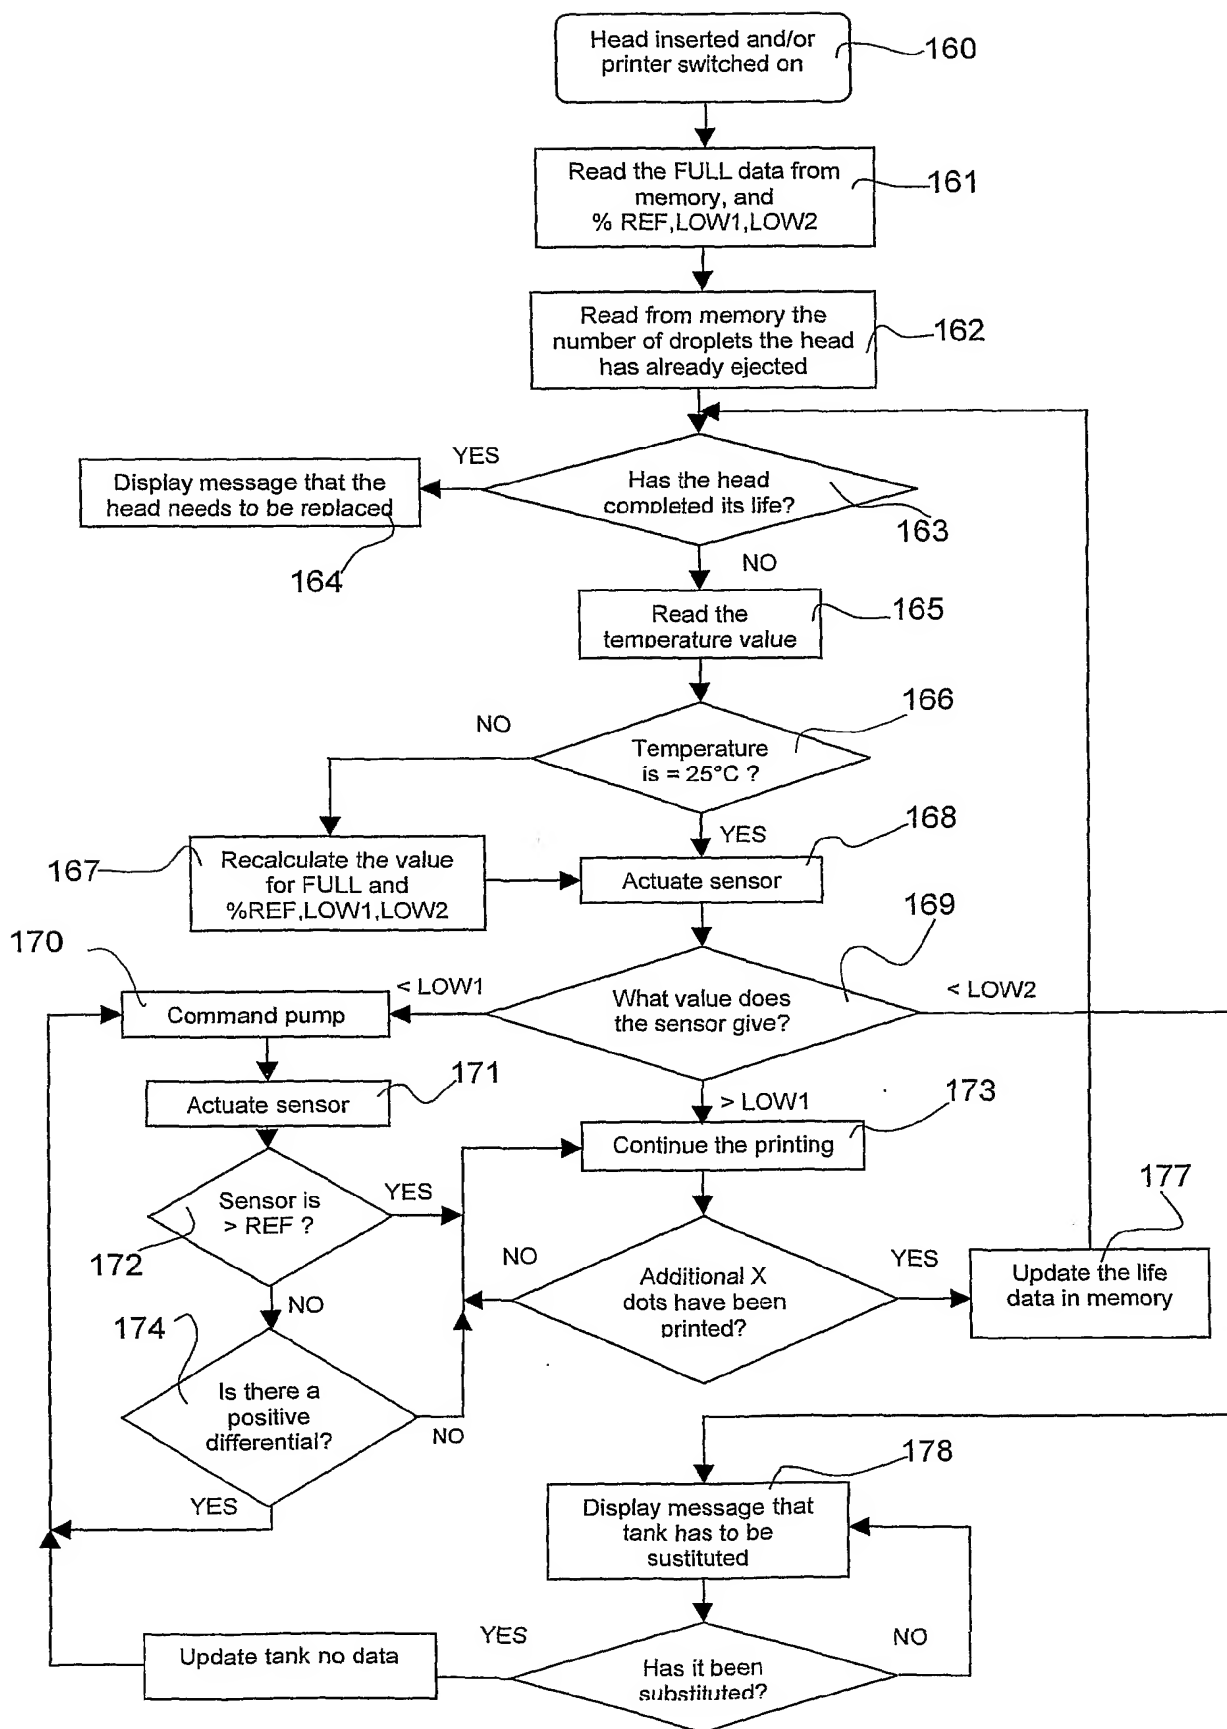 Head inserted and/or
printer switched on
160
Read the FULL data from
memory, and
% REF,LOW1,LOW2
161
Read from memory the
number of droplets the head
has already ejected
162
YES
Display message that the
head needs to be replaced
164
Has the head
completed its life?
163
NO
Read the
temperature value
165
166
NO
Temperature
is = 25°C ?
YES
168
167
Recalculate the value
for FULL and
%REF,LOW1,LOW2
Actuate sensor
169
170
< LOW1
< LOW2
Command pump
What value does
the sensor give?
171
Actuate sensor
> LOW1
173
Continue the printing
Sensor is
> REF ?
YES
172
177
NO
YES
Additional X
dots have been
printed?
Update the life
data in memory
NO
174
Is there a
positive
differential?
NO
YES
178
Display message that
tank has to be
sustituted
YES
NO
Update tank no data
Has it been
substituted?